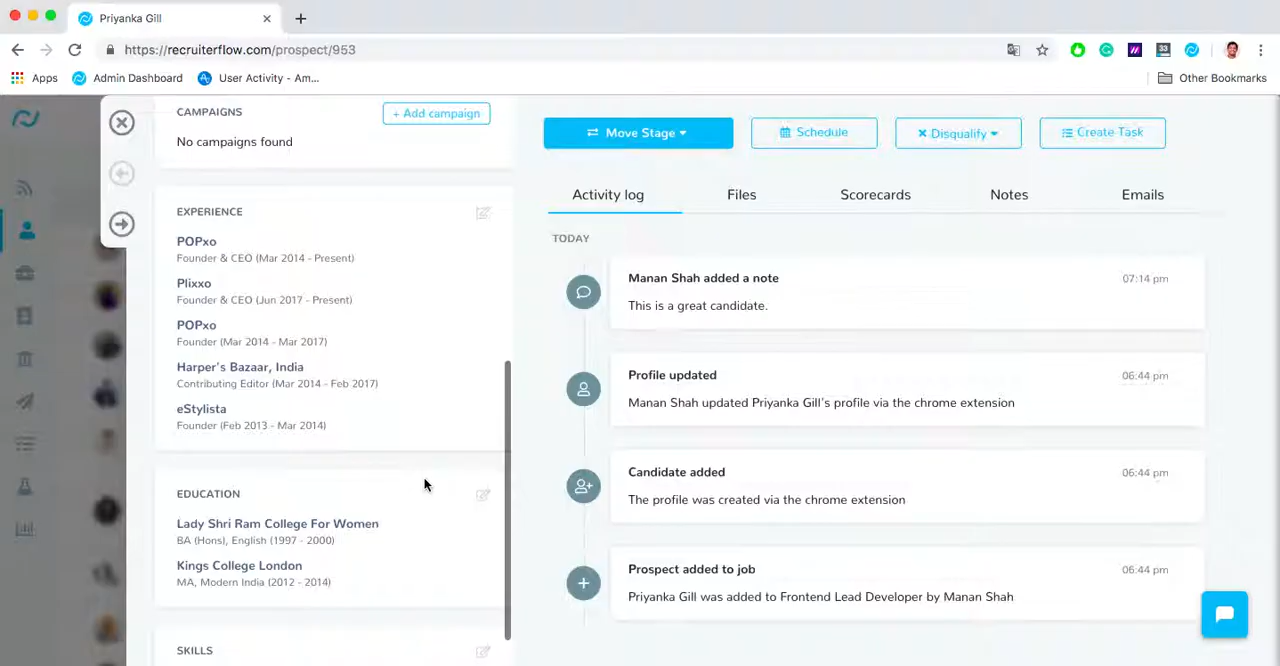 Priyanka Gill
https://recruiterflow.com/prospect/953
Apps
Admin Dashboard
User Activity - Am...
Other Bookmarks
33
CAMPAIGNS
+ Add campaign
No campaigns found
EXPERIENCE
POPxo
Founder & CEO (Mar 2014 - Present)
Plixxo
Founder & CEO (Jun 2017 - Present)
POPxo
Founder (Mar 2014 - Mar 2017)
Harper's Bazaar, India
Contributing Editor (Mar 2014 - Feb 2017)
eStylista
Founder (Feb 2013 - Mar 2014)
EDUCATION
Lady Shri Ram College For Women
BA (Hons), English (1997 - 2000)
Kings College London
MA, Modern India (2012 - 2014)
SKILLS
Move Stage
Schedule
Disqualify
Create Task
Activity log
Files
Scorecards
Notes
Emails
TODAY
Manan Shah added a note
07:14 pm
This is a great candidate.
Profile updated
06:44 pm
Manan Shah updated Priyanka Gill's profile via the chrome extension
Candidate added
06:44 pm
The profile was created via the chrome extension
Prospect added to job
06:44 pm
Priyanka Gill was added to Frontend Lead Developer by Manan Shah